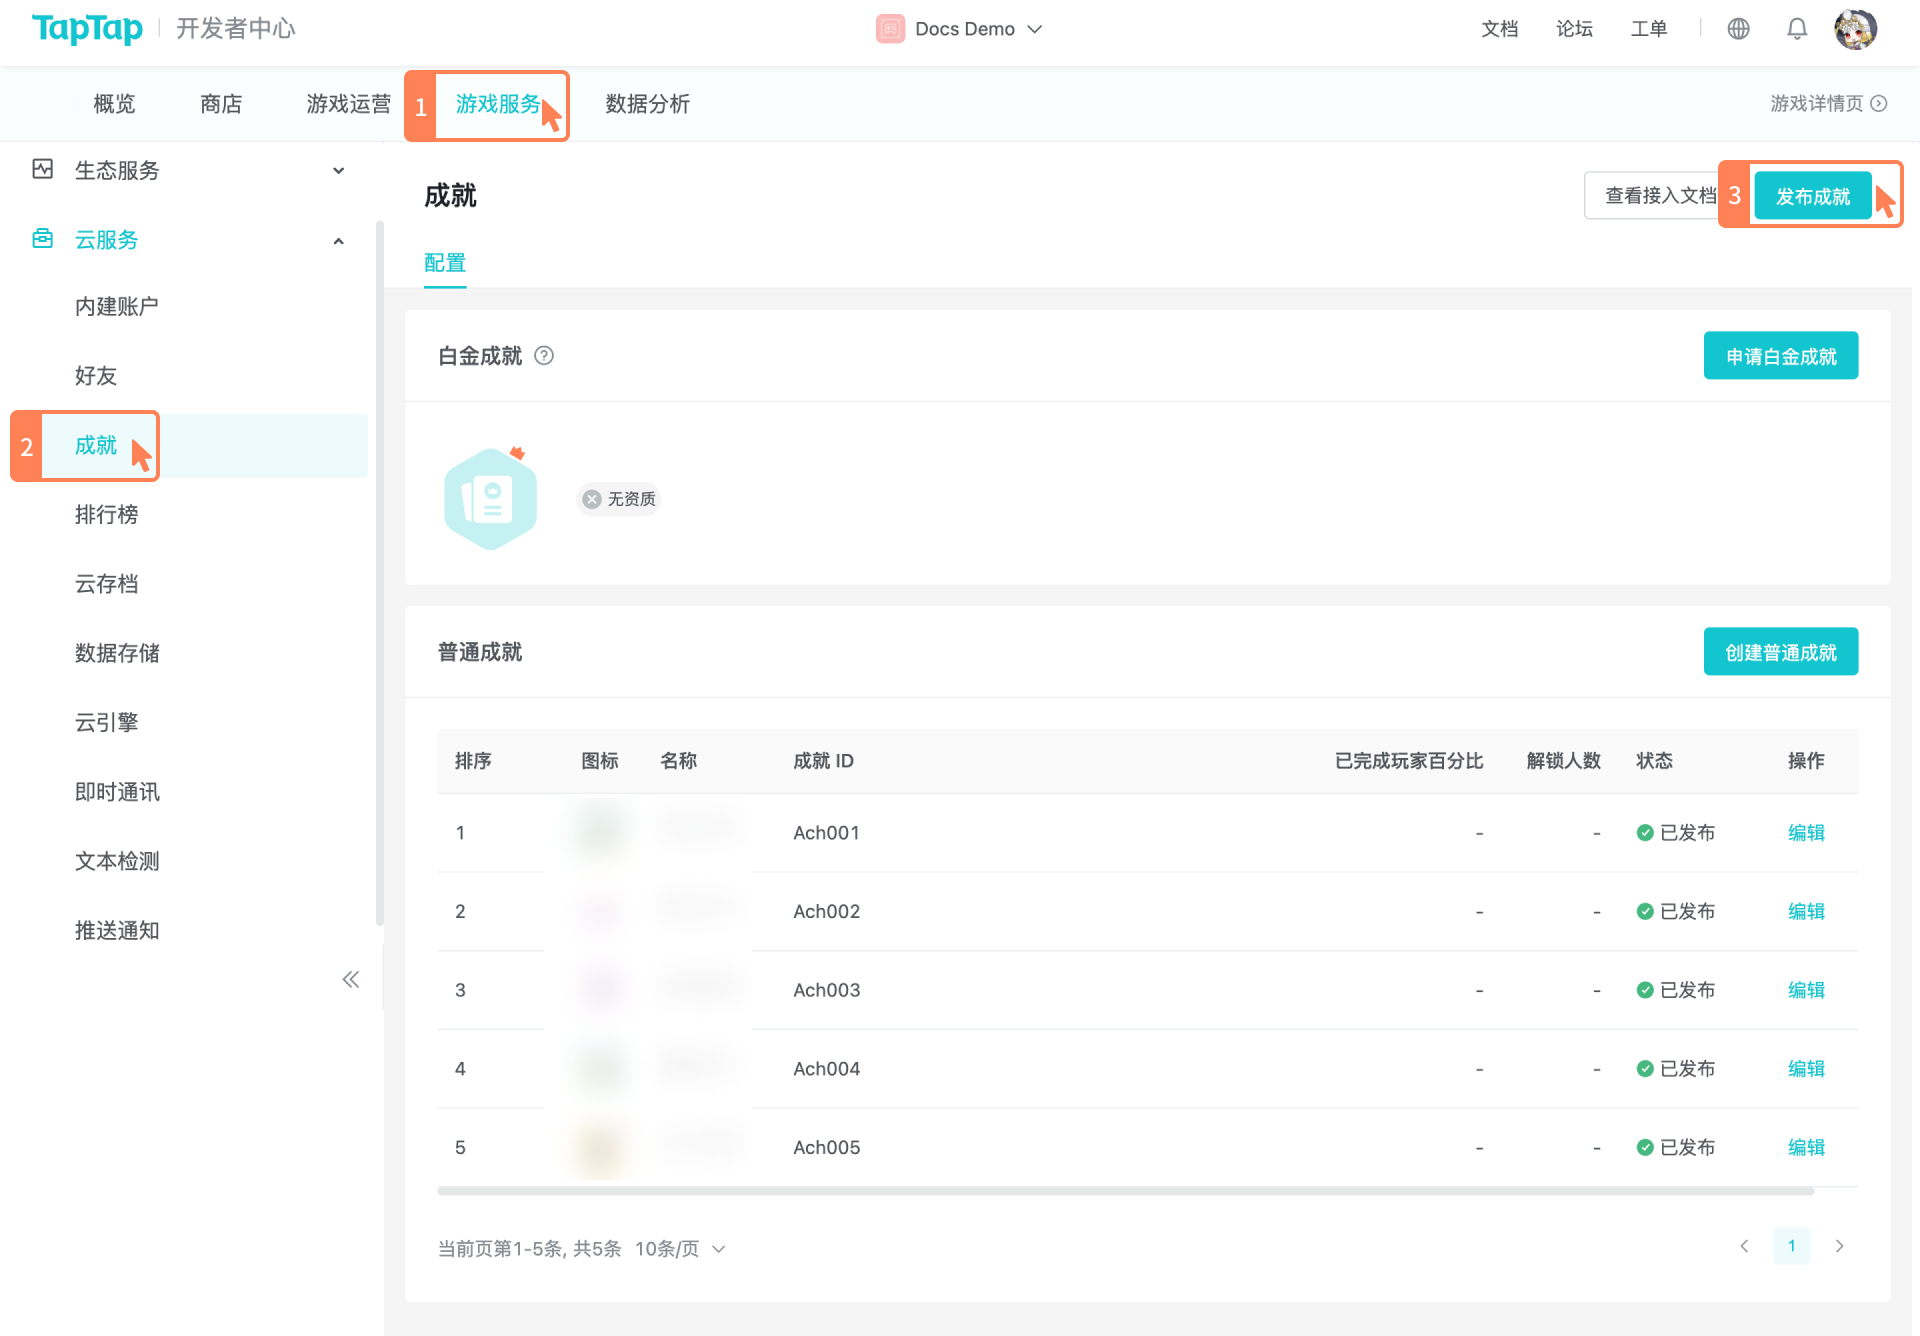 TapTap 开发者中心 Docs Demo 文档 论坛 工单
概览 商店 游戏运营 1 游戏服务 数据分析 游戏详情页
生态服务
云服务
内建账户
好友
2 成就
排行榜
云存档
数据存储
云引擎
即时通讯
文本检测
推送通知
成就 查看接入文档 3 发布成就
配置
白金成就 申请白金成就
无资质
普通成就 创建普通成就
排序 图标 名称 成就 ID 已完成玩家百分比 解锁人数 状态 操作
1 Ach001 - - 已发布 编辑
2 Ach002 - - 已发布 编辑
3 Ach003 - - 已发布 编辑
4 Ach004 - - 已发布 编辑
5 Ach005 - - 已发布 编辑
当前页第1-5条, 共5条 10条/页 1